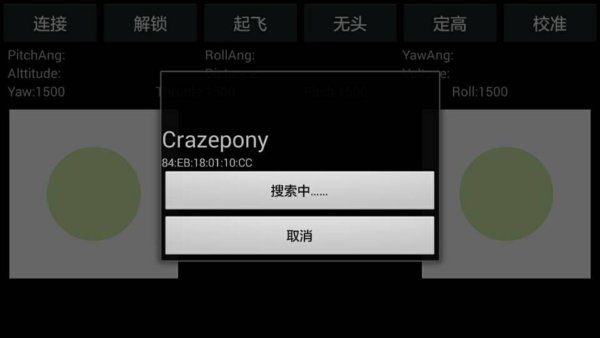 连接 解锁 起飞 无头 定高 校准
PitchAng: RollAng: YawAng:
Alttitude:
Yaw:1500 Roll:1500
Crazepony
84:EB:18:01:10:CC
搜索中......
取消